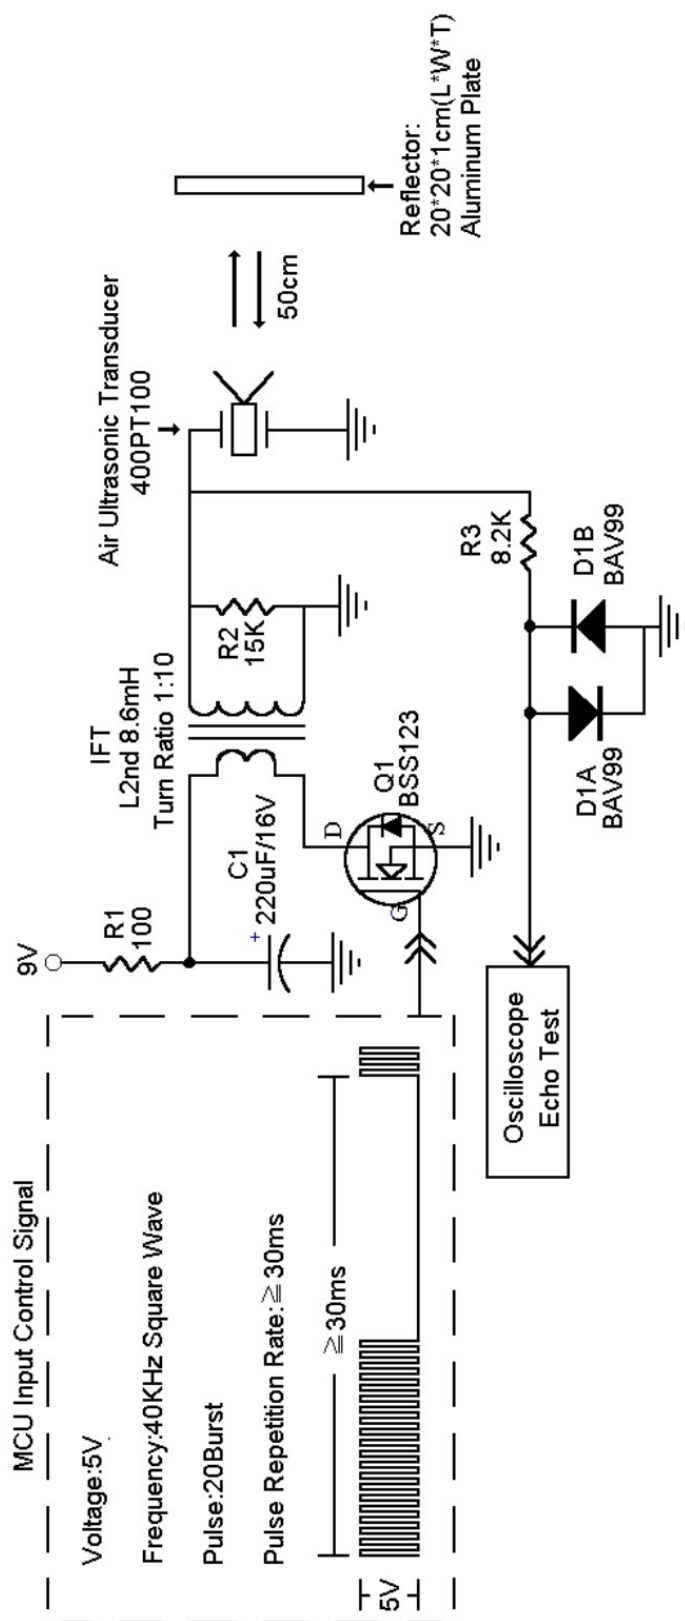 MCU Input Control Signal
Voltage:5V
Frequency:40KHz Square Wave
Pulse:20Burst
Pulse Repetition Rate:≧30ms
≧30ms
5V
9V
R1
100
C1
+
220uF/16V
IFT
L2nd 8.6mH
Turn Ratio 1:10
R2
15K
Air Ultrasonic Transducer
400PT100
50cm
Reflector:
20*20*1cm(L*W*T)
Aluminum Plate
D
G
S
Q1
BSS123
R3
8.2K
D1A
BAV99
D1B
BAV99
Oscilloscope
Echo Test